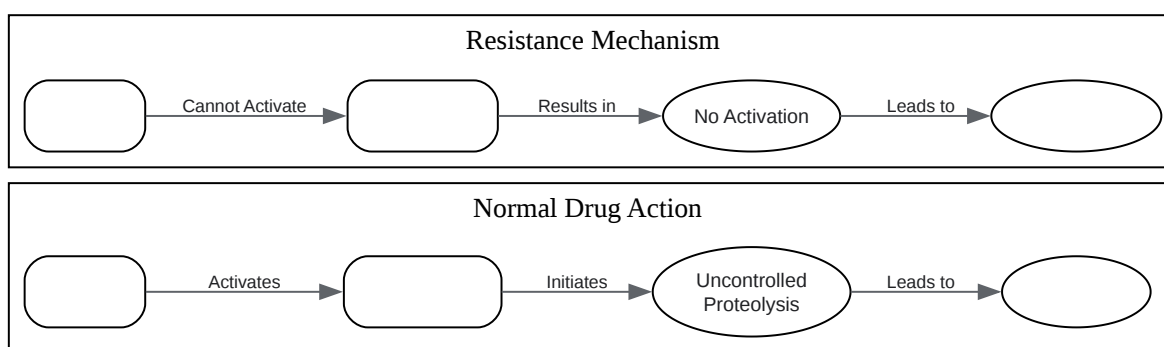 Resistance Mechanism
Cannot Activate
Results in
No Activation
Leads to
Normal Drug Action
Activates
Initiates
Uncontrolled
Proteolysis
Leads to